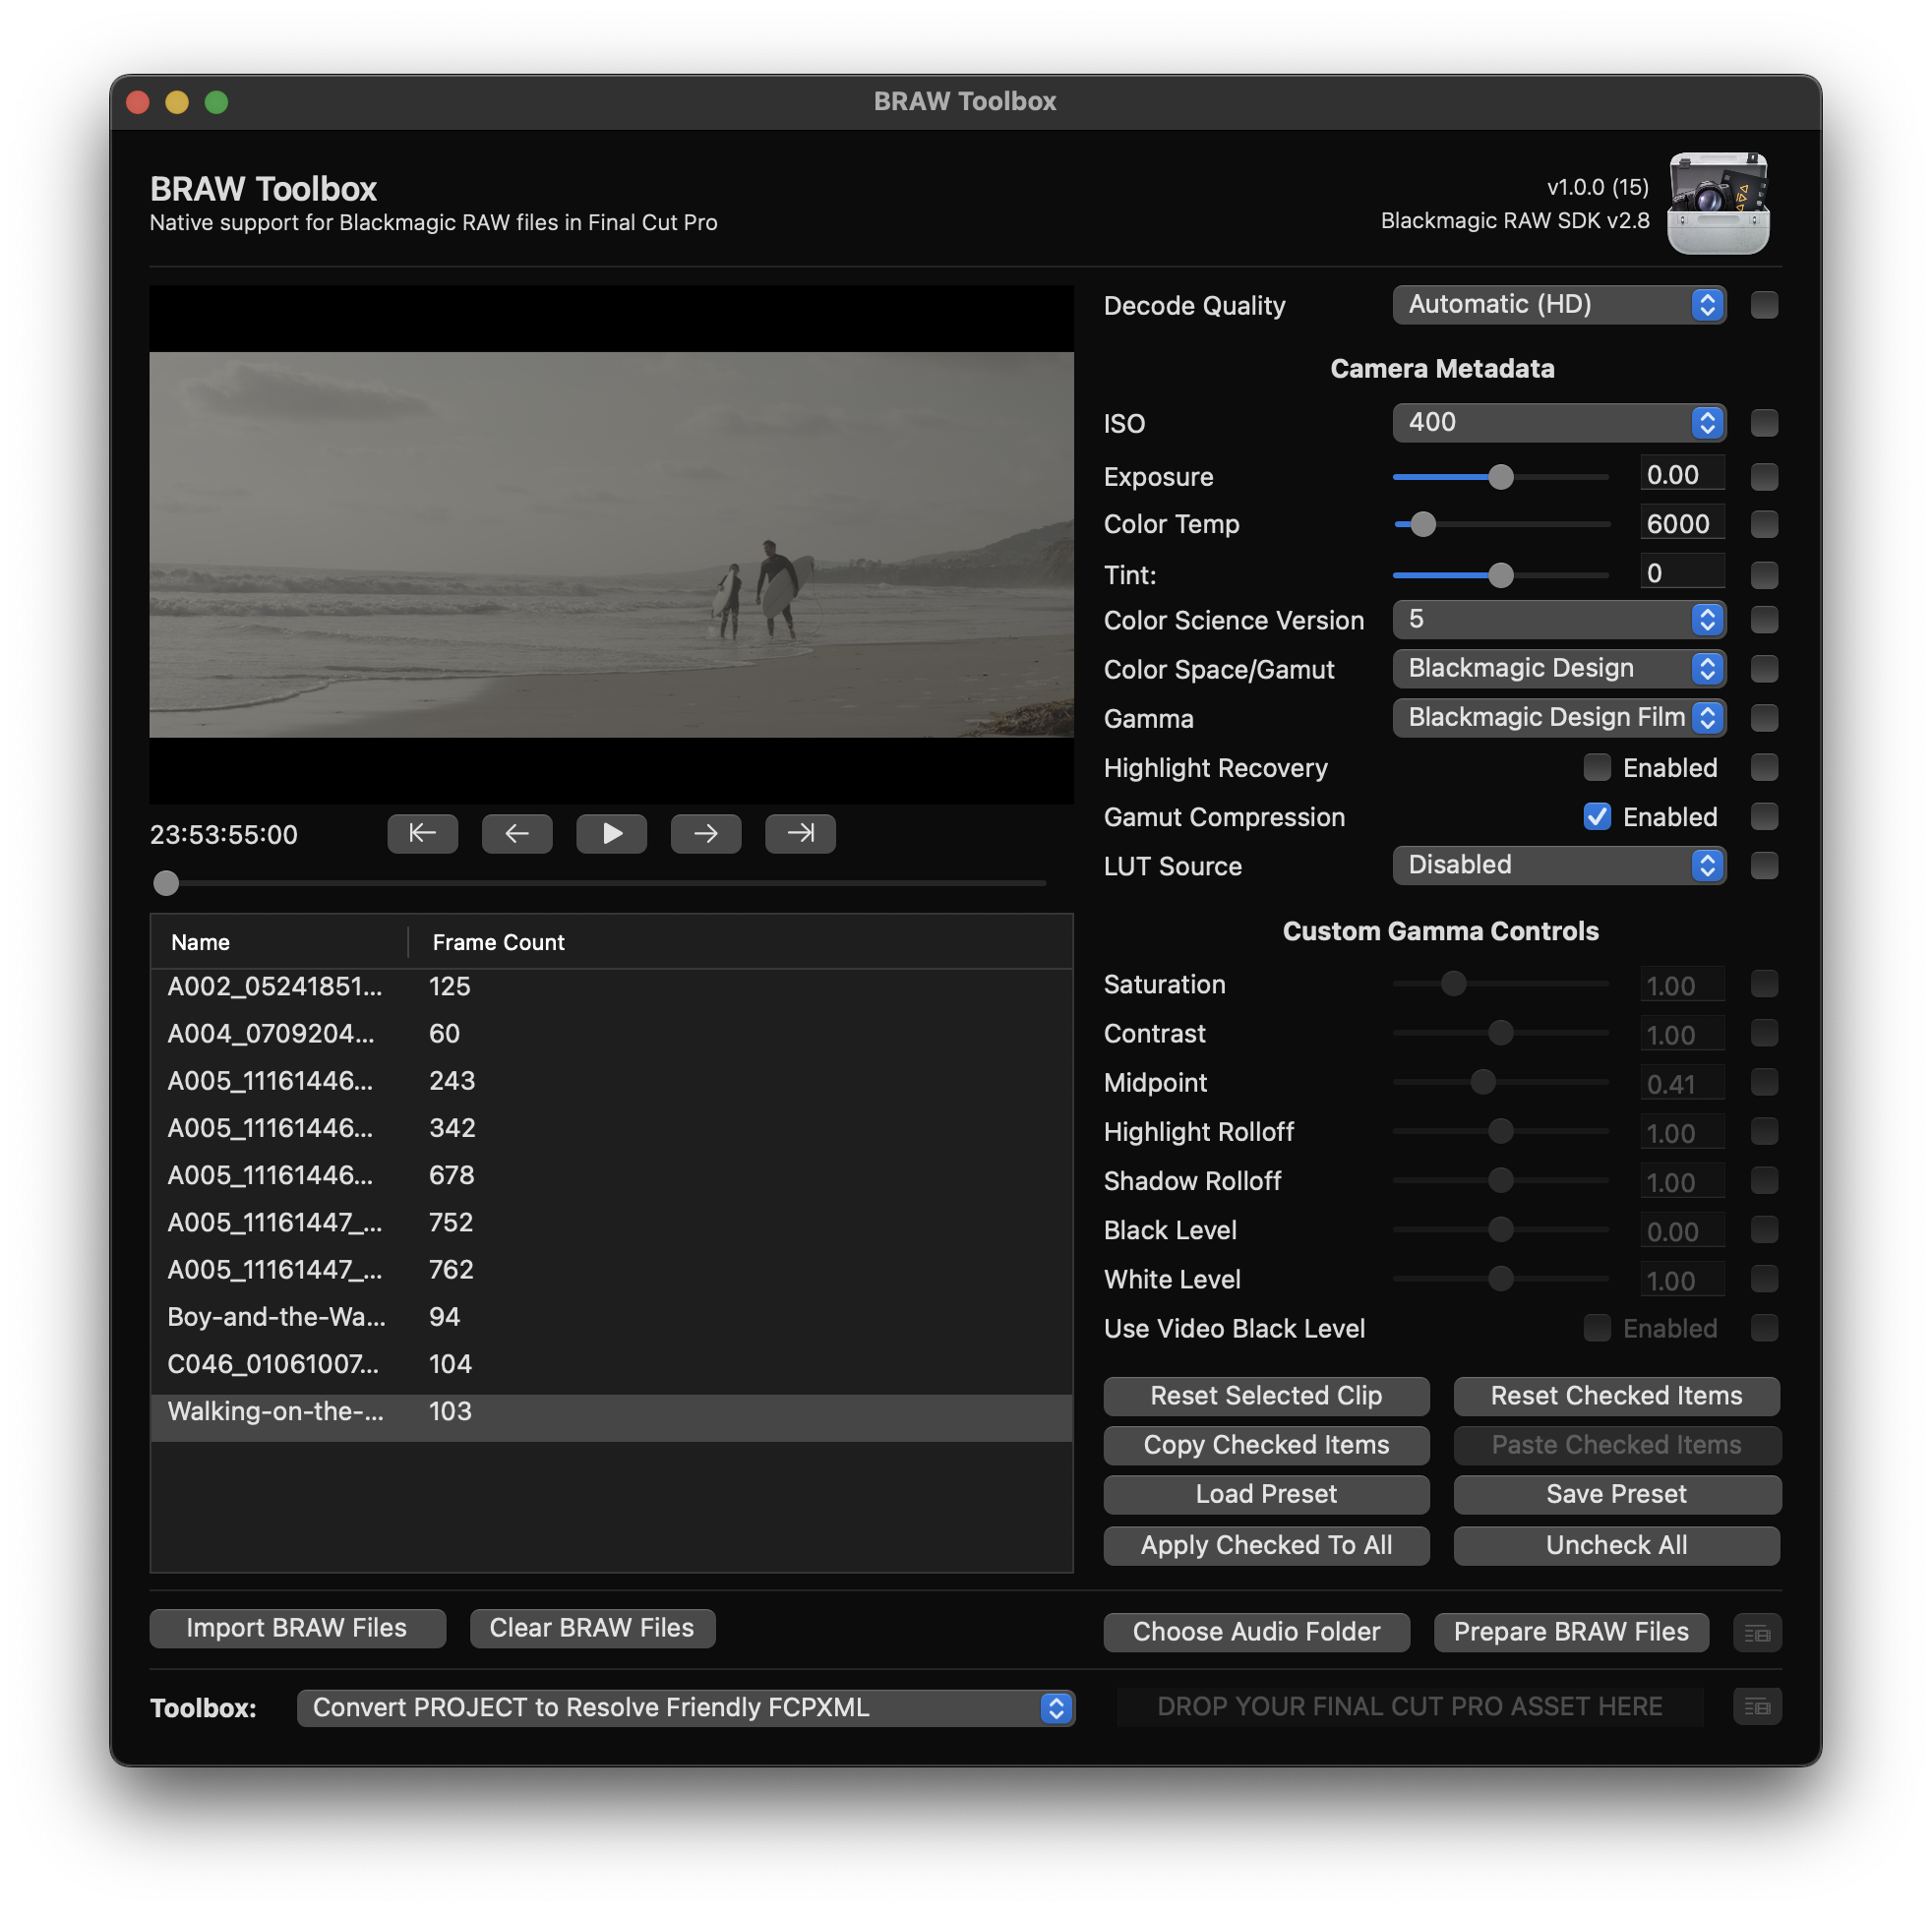 BRAW Toolbox
BRAW Toolbox
Native support for Blackmagic RAW files in Final Cut Pro
v1.0.0 (15)
Blackmagic RAW SDK v2.8
Decode Quality Automatic (HD)
Camera Metadata
ISO 400
Exposure 0.00
Color Temp 6000
Tint: 0
Color Science Version 5
Color Space/Gamut Blackmagic Design
Gamma Blackmagic Design Film
Highlight Recovery Enabled
Gamut Compression Enabled
LUT Source Disabled
23:53:55:00
Name Frame Count
A002_05241851... 125
A004_0709204... 60
A005_11161446... 243
A005_11161446... 342
A005_11161446... 678
A005_11161447_... 752
A005_11161447_... 762
Boy-and-the-Wa... 94
C046_01061007... 104
Walking-on-the-... 103
Custom Gamma Controls
Saturation 1.00
Contrast 1.00
Midpoint 0.41
Highlight Rolloff 1.00
Shadow Rolloff 1.00
Black Level 0.00
White Level 1.00
Use Video Black Level Enabled
Reset Selected Clip Reset Checked Items
Copy Checked Items Paste Checked Items
Load Preset Save Preset
Apply Checked To All Uncheck All
Import BRAW Files Clear BRAW Files Choose Audio Folder Prepare BRAW Files
Toolbox: Convert PROJECT to Resolve Friendly FCPXML DROP YOUR FINAL CUT PRO ASSET HERE